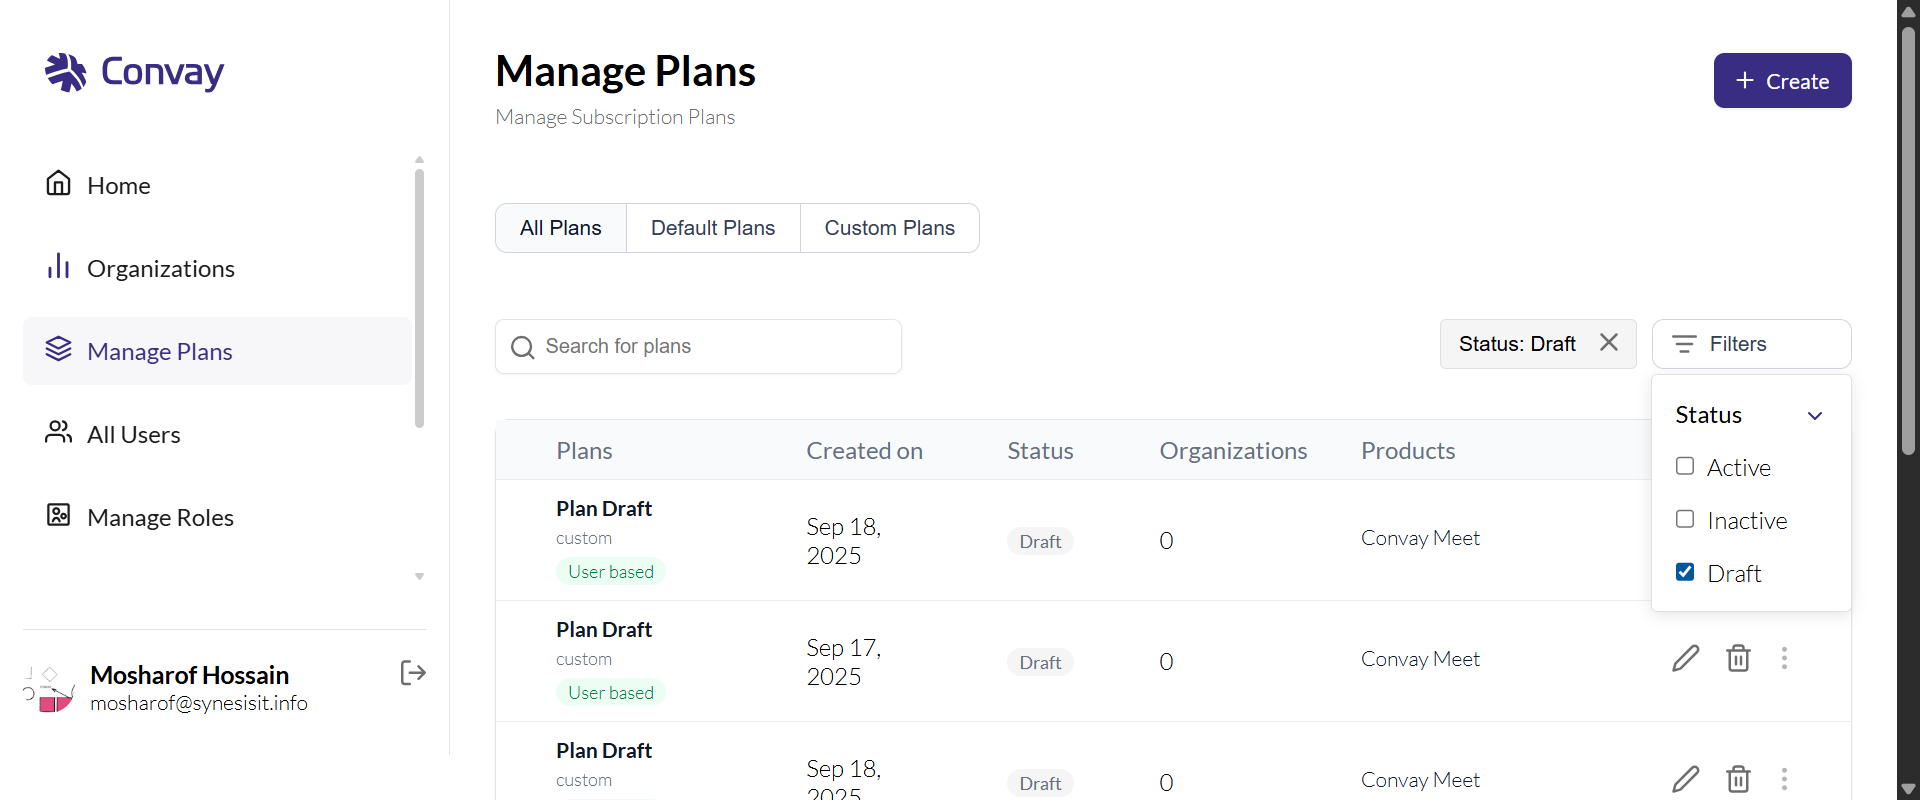 Convay
Home
Organizations
Manage Plans
All Users
Manage Roles
Mosharof Hossain
mosharof@synesisit.info
Manage Plans
Manage Subscription Plans
Create
All Plans
Default Plans
Custom Plans
Search for plans
Status: Draft
Filters
Status
Active
Inactive
Draft
Plans
Created on
Status
Organizations
Products
Plan Draft
custom
User based
Sep 18,
2025
Draft
0
Convay Meet
Plan Draft
custom
User based
Sep 17,
2025
Draft
0
Convay Meet
Plan Draft
custom
Sep 18,
2025
Draft
0
Convay Meet